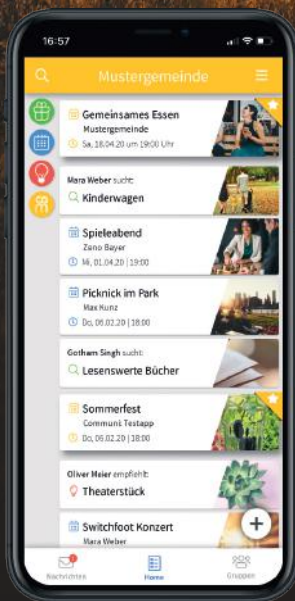 16:57
Mustergemeinde
Gemeinsames Essen
Mustergemeinde
Sa, 18.04.20 um 19:00 Uhr
Mara Weber sucht:
Kinderwagen
Spieleabend
Zeno Bayer
Mi, 01.04.20 | 19:00
Picknick im Park
Max Kunz
Do, 06.02.20 | 18:00
Gotham Singh sucht:
Lesenswerte Bücher
Sommerfest
Communi Testapp
Do, 06.02.20 | 18:00
Oliver Meier empfiehlt:
Theaterstück
Switchfoot Konzert
Mara Weber
Nachrichten
Home
Gruppen